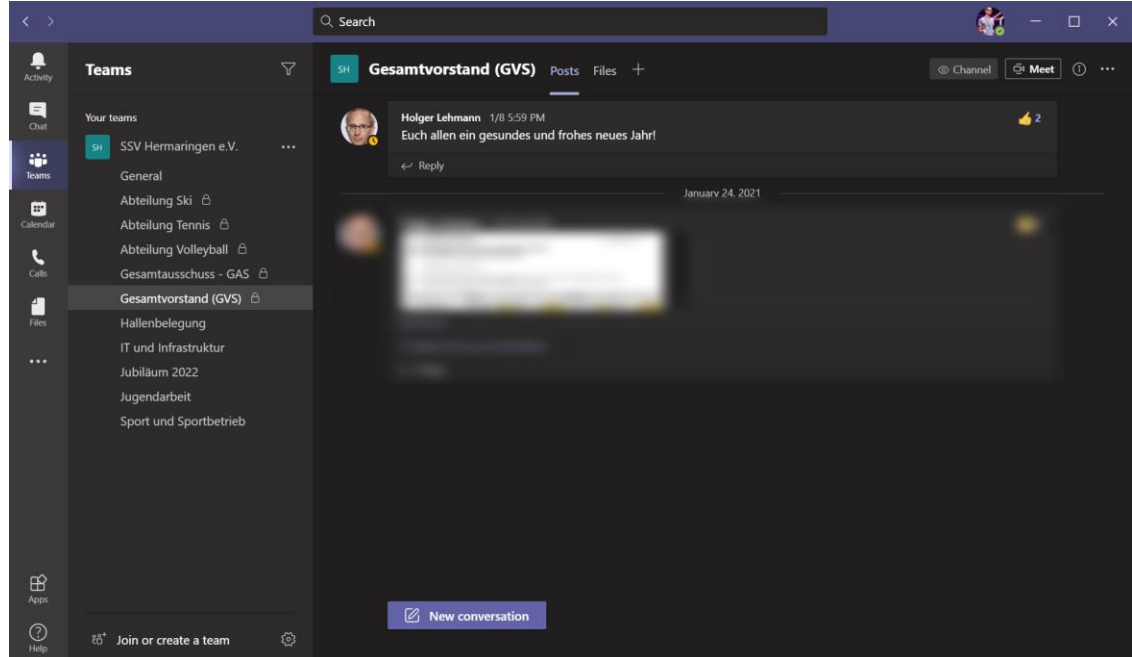 Search
Activity
Chat
Teams
Calendar
Calls
Files
Apps
Help
Teams
Your teams
SH SSV Hermaringen e.V.
General
Abteilung Ski
Abteilung Tennis
Abteilung Volleyball
Gesamtausschuss - GAS
Gesamtvorstand (GVS)
Hallenbelegung
IT und Infrastruktur
Jubiläum 2022
Jugendarbeit
Sport und Sportbetrieb
Join or create a team
SH Gesamtvorstand (GVS) Posts Files Channel Meet
Holger Lehmann 1/8 5:59 PM 2
Euch allen ein gesundes und frohes neues Jahr!
Reply
January 24, 2021
New conversation